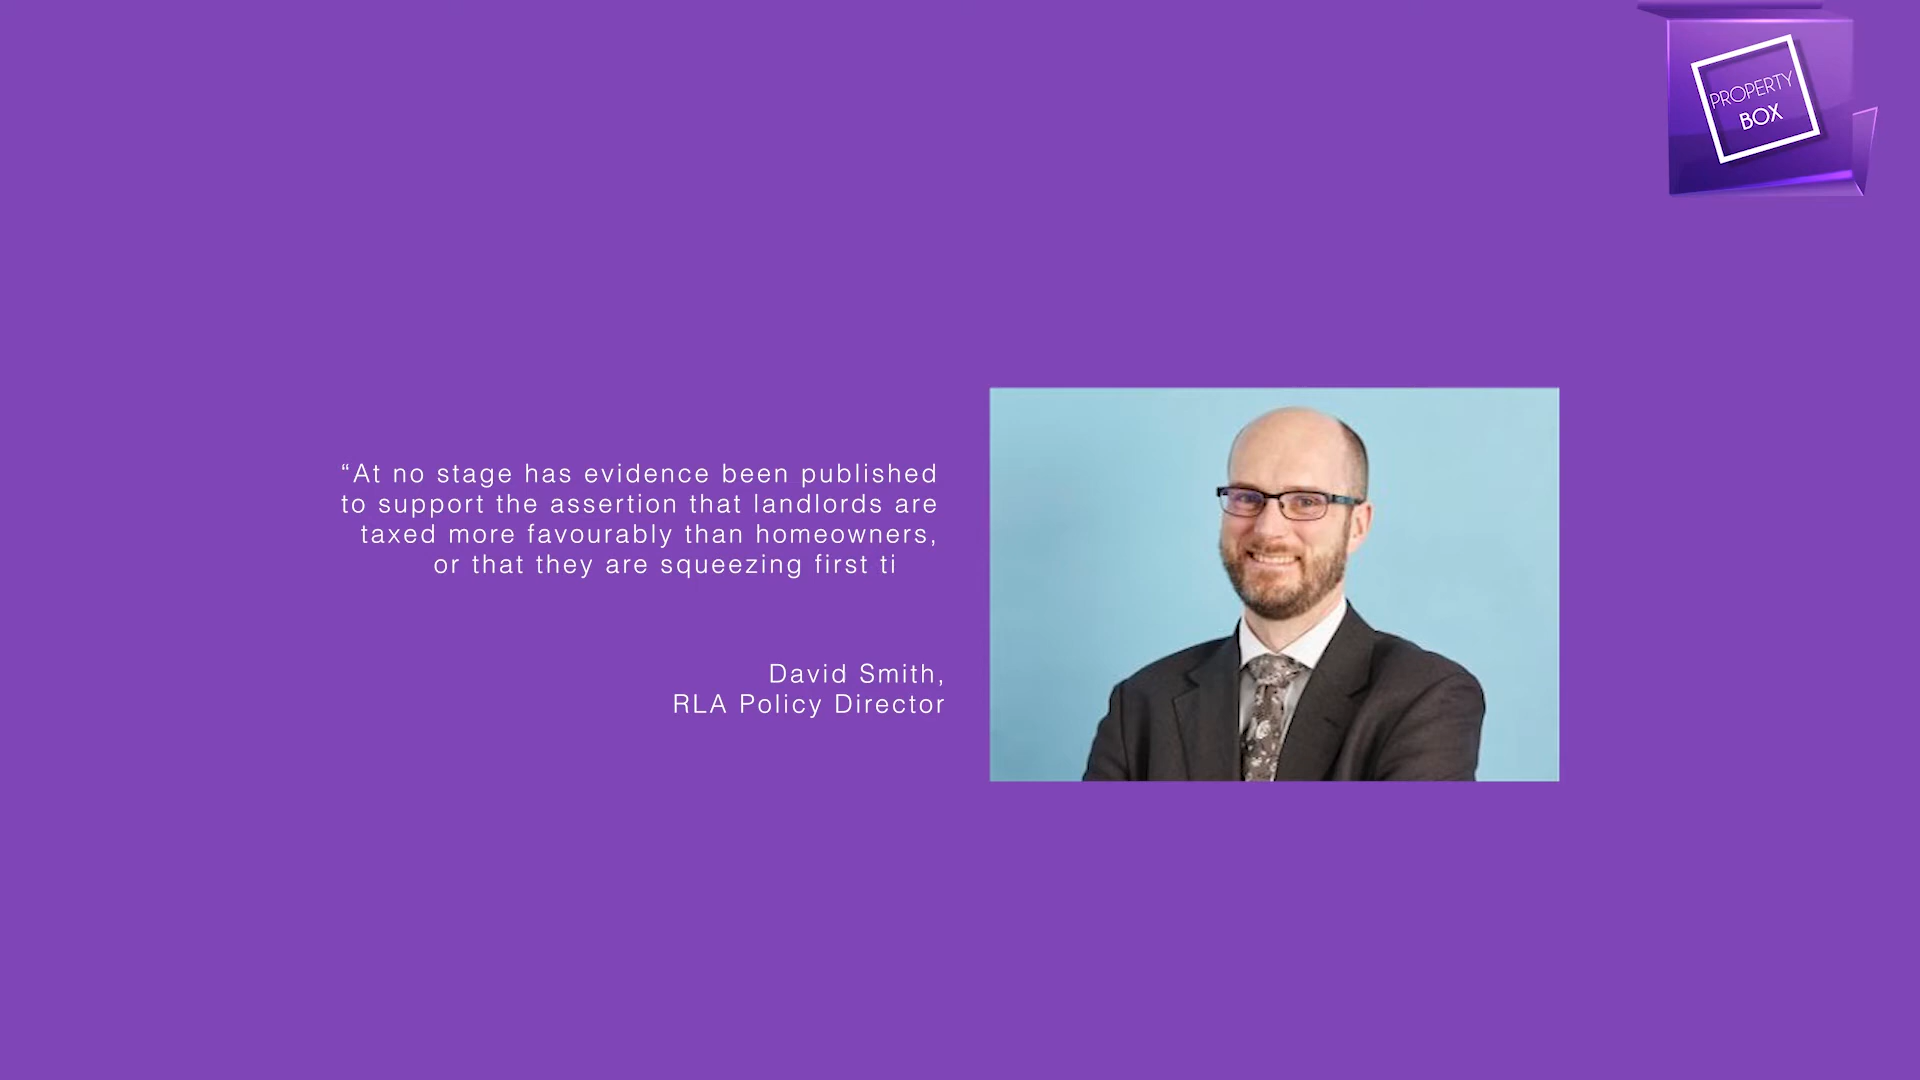 PROPERTY
BOX
“At no stage has evidence been published
to support the assertion that landlords are
taxed more favourably than homeowners,
or that they are squeezing first ti
David Smith,
RLA Policy Director